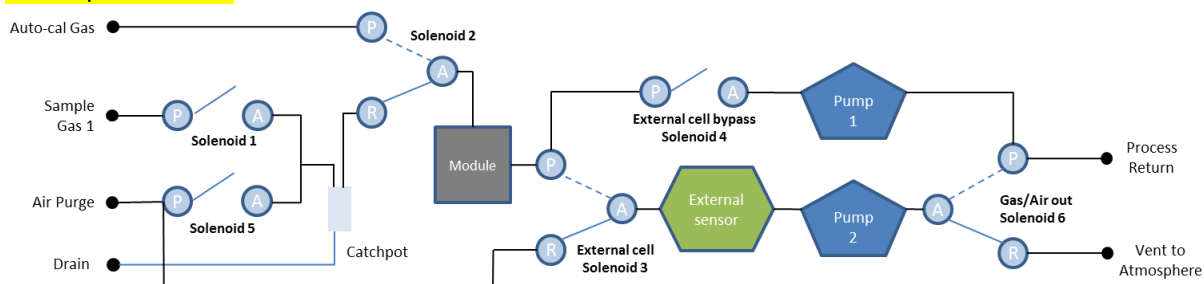 Auto-cal Gas
P
Solenoid 2
A
Sample
Gas 1
P
A
Solenoid 1
R
P
A
External cell bypass
Solenoid 4
Pump
1
Module
P
P
Process
Return
Air Purge
P
A
Solenoid 5
A
External
sensor
Pump
2
A
Gas/Air out
Solenoid 6
Drain
Catchpot
R
External cell
Solenoid 3
R
Vent to
Atmosphere